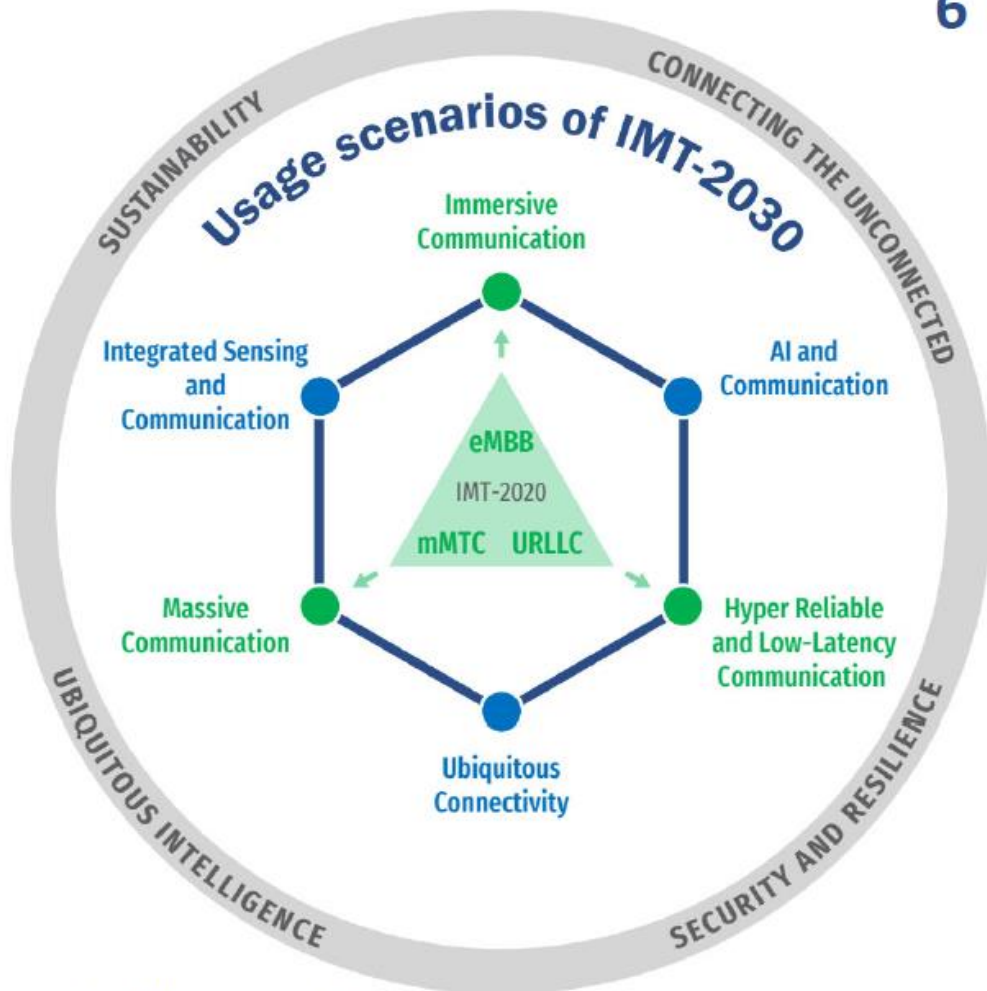 6
SUSTAINABILITY
CONNECTING THE UNCONNECTED
Usage scenarios of IMT-2030
Immersive
Communication
Integrated Sensing
and
Communication
AI and
Communication
eMBB
IMT-2020
mMTC URLLC
Massive
Communication
Hyper Reliable
and Low-Latency
Communication
Ubiquitous
Connectivity
UBIQUITOUS INTELLIGENCE
SECURITY AND RESILIENCE